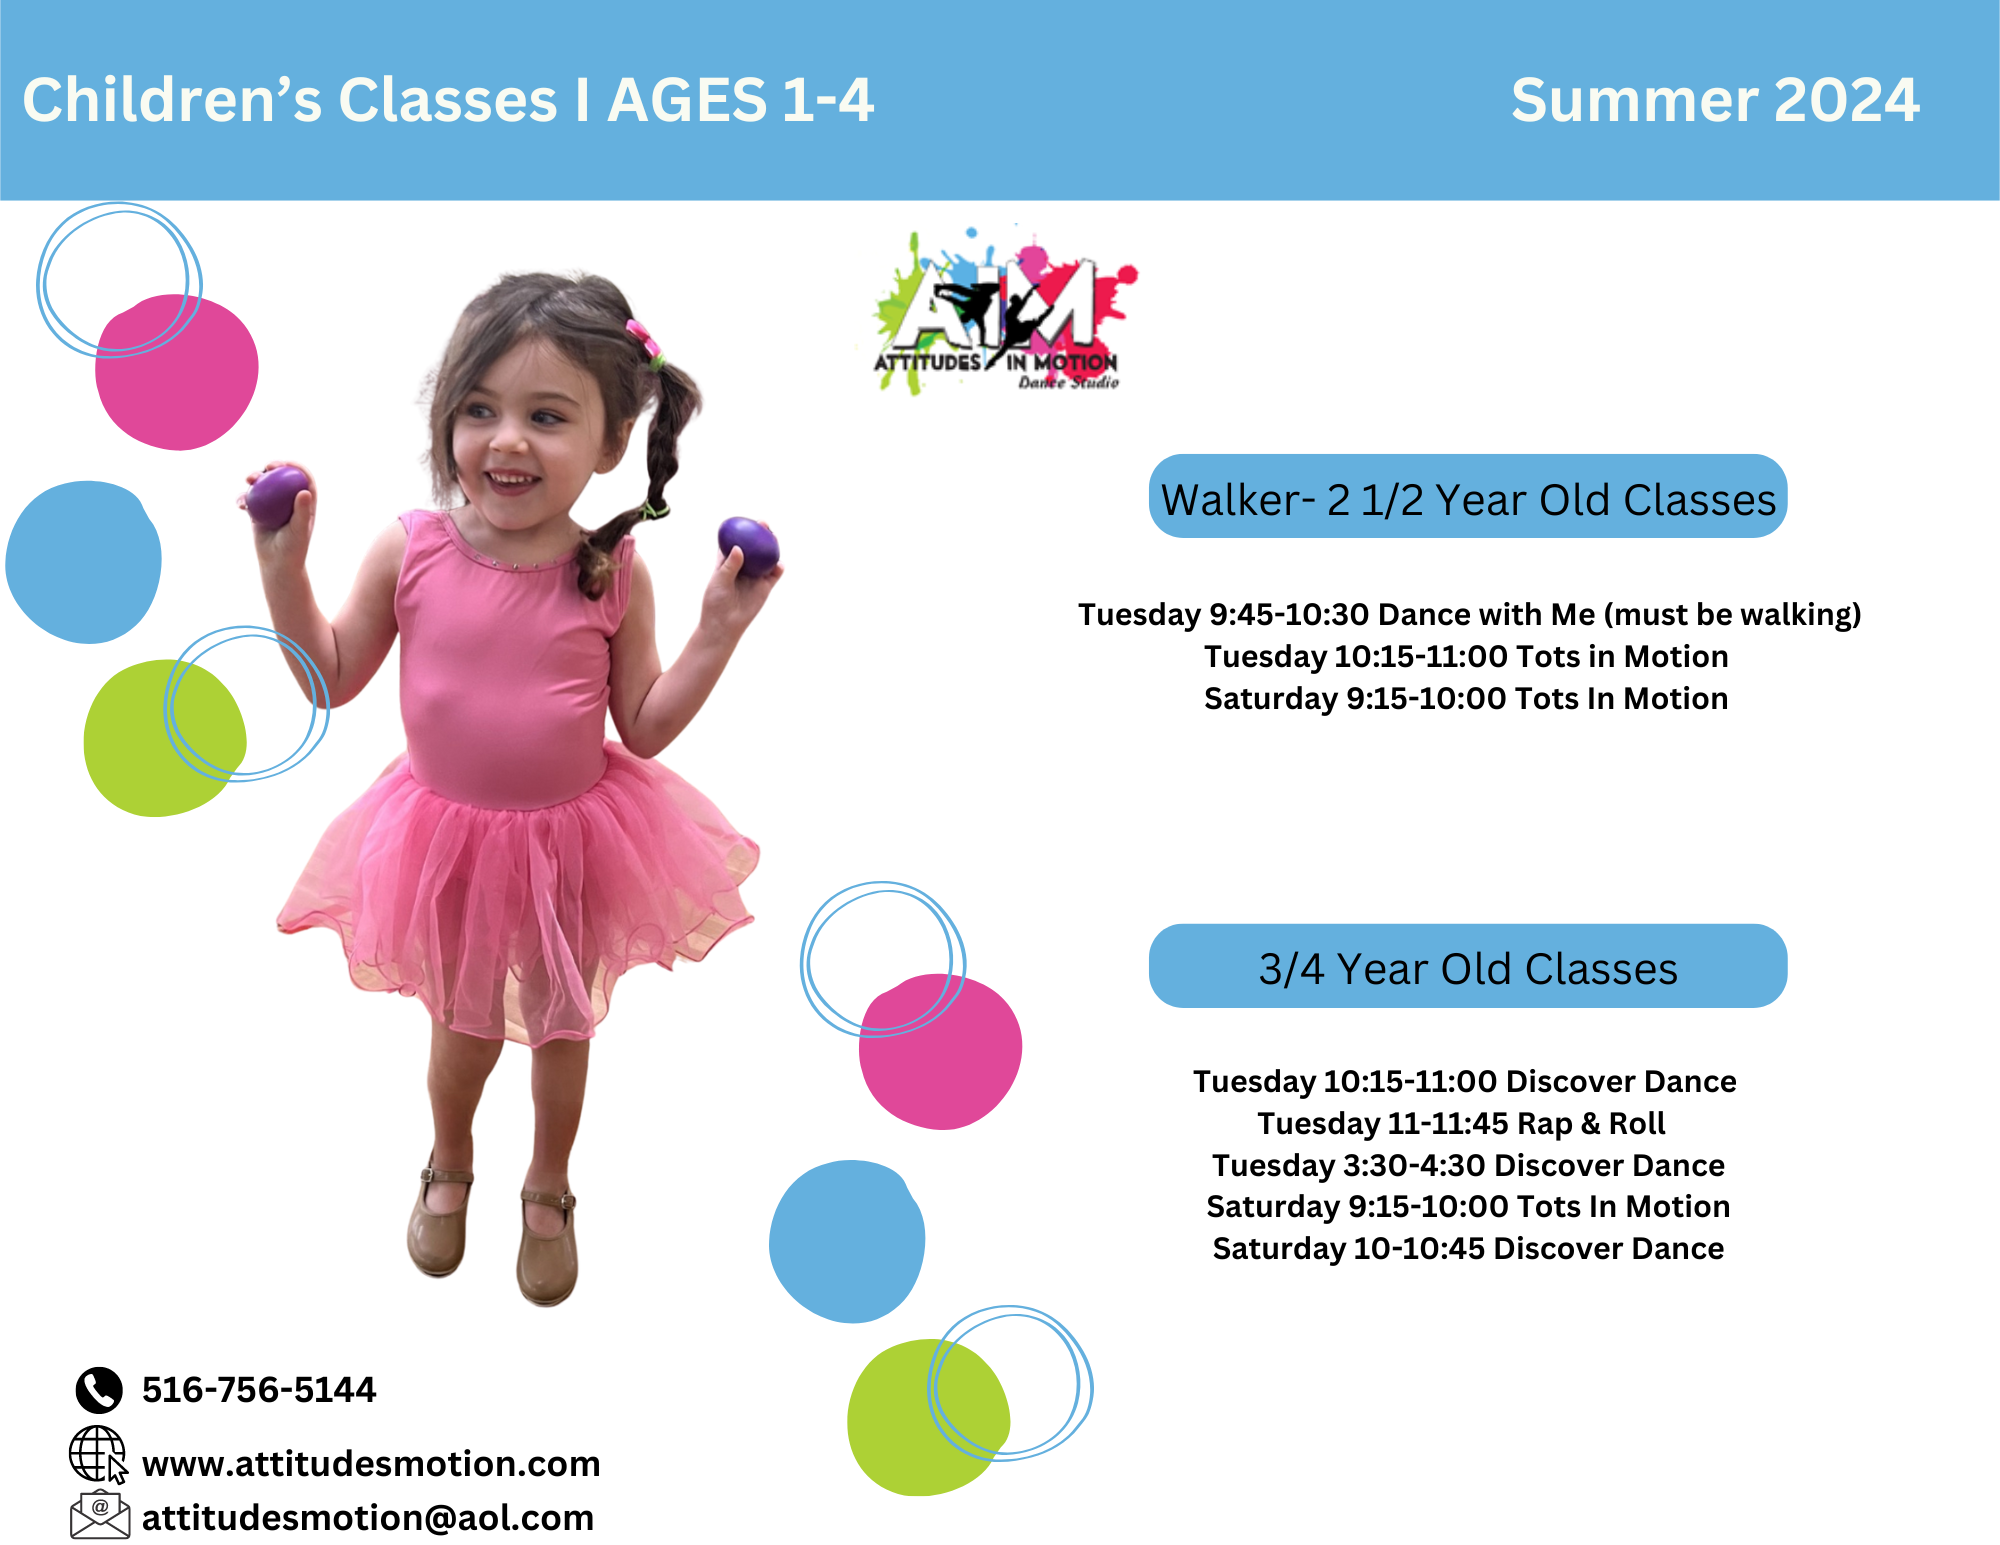 Children’s Classes I AGES 1-4
Summer 2024
AIM
ATTITUDES IN MOTION
Dance Studio
Walker- 2 1/2 Year Old Classes
Tuesday 9:45-10:30 Dance with Me (must be walking)
Tuesday 10:15-11:00 Tots in Motion
Saturday 9:15-10:00 Tots In Motion
3/4 Year Old Classes
Tuesday 10:15-11:00 Discover Dance
Tuesday 11-11:45 Rap & Roll
Tuesday 3:30-4:30 Discover Dance
Saturday 9:15-10:00 Tots In Motion
Saturday 10-10:45 Discover Dance
516-756-5144
www.attitudesmotion.com
@
attitudesmotion@aol.com